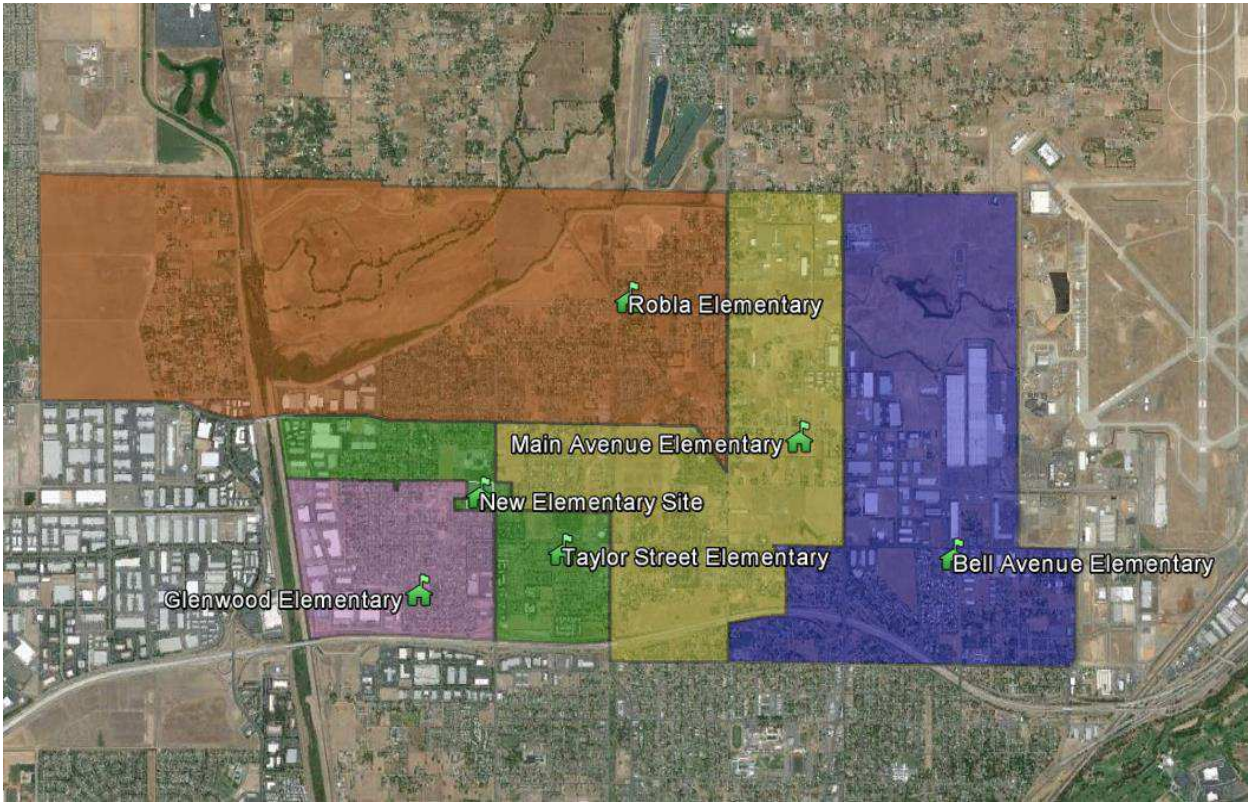 Robla Elementary
Main Avenue Elementary
New Elementary Site
Taylor Street Elementary
Bell Avenue Elementary
Glenwood Elementary